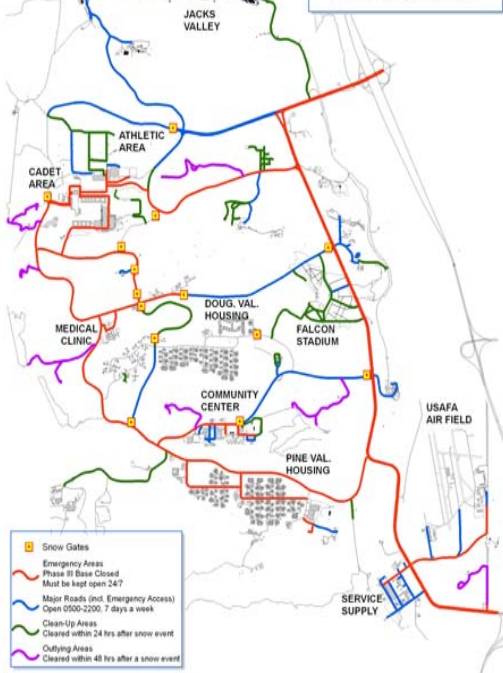 JACKS
VALLEY
ATHLETIC
AREA
CADET
AREA
DOUG. VAL.
HOUSING
MEDICAL
CLINIC
FALCON
STADIUM
COMMUNITY
CENTER
USAFA
AIR FIELD
PINE VAL.
HOUSING
SERVICE-
SUPPLY
Snow Gates
Emergency Areas
Phase III Base Closed
Must be kept open 24/7
Major Roads (incl. Emergency Access)
Open 0500-2200, 7 days a week
Clean-Up Areas
Cleared within 24 hrs after snow event
Outlying Areas
Cleared within 48 hrs after a snow event